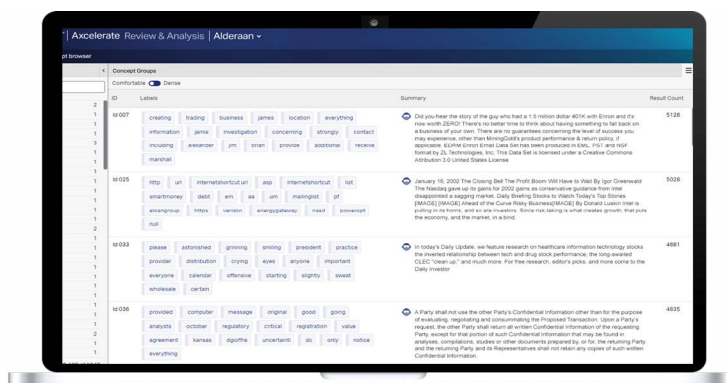 Axcelerate Review & Analysis | Alderaan
pt browser
Concept Groups
Comfortable Dense
ID Labels Summary Result Count
Id 007
creating trading business james location everything
information jamie investigation concerning strongly contact
including alexander jim brian provide additional receive
marshall
Did you hear the story of the guy who had a 1.5 million dollar 401K with Enron and it's
now worth ZERO! There's no better time to think about having something to fall back on
a business of your own. There are no guarantees concerning the level of success you
may experience, other than MiningGold's product performance & return policy, if
applicable. EDRM Enron Email Data Set has been produced in EML, PST and NSF
format by ZL Technologies, Inc. This Data Set is licensed under a Creative Commons
Attribution 3.0 United States License
5128
Id 025
http url internetshortcut:url asp internetshortcut list
smartmoney debt em aa um mailinglist pf
https verizon energygateway
null
January 16, 2002 The Closing Bell The Profit Boom Will Have to Wait By Igor Greenwald
The Nasdaq gave up its gains for 2002 gains as conservative guidance from Intel
disappointed a sagging market. Daily Briefing Stocks to Watch Today's Top Stories
[IMAGE] [IMAGE] Ahead of the Curve Risky Business[IMAGE] By Donald Luskin Intel is
pulling in its horns, and so are investors. Since risk-taking is what creates growth, that puts
the economy, and the market, in a bind.
5028
Id 033
please astonished grinning smiling president practice
provider distribution crying eyes anyone important
everyone calendar offensive starting slightly sweat
wholesale certain
In today's Daily Update, we feature research on healthcare information technology stocks
the inverted relationship between tech and drug stock performance, the long-awaited
CLEC "clean up," and much more. For free research, editor's picks, and more come to the
Daily Investor
4681
Id 036
provided computer message original good going
analysts october regulatory critical registration value
agreement kansas dgioffre uncertainti dc only notice
everything
A Party shall not use the other Party's Confidential Information other than for the purpose
of evaluating, negotiating and consummating the Proposed Transaction. Upon a Party's
request, the other Party shall return all written Confidential Information of the requesting
Party, except for that portion of such Confidential Information that may be found in
analyses, compilations, studies or other documents prepared by, or for, the returning Party,
and the returning Party and its Representatives shall not retain any copies of such written
Confidential Information.
4635